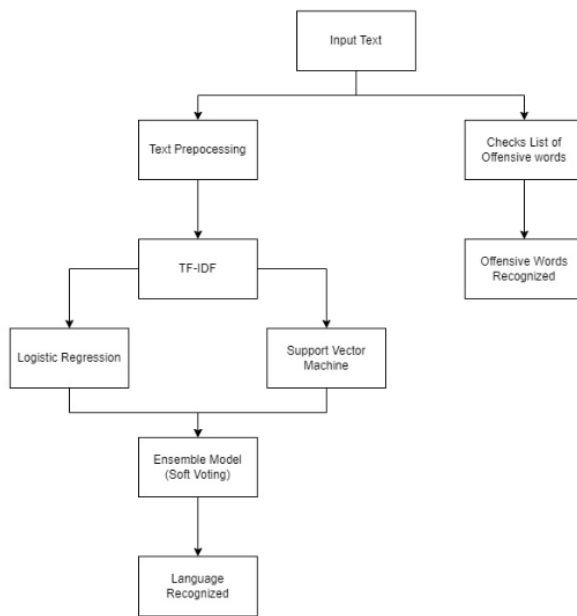 Input Text
Text Prepocessing
Checks List of
Offensive words
TF-IDF
Offensive Words
Recognized
Logistic Regression
Support Vector
Machine
Ensemble Model
(Soft Voting)
Language
Recognized